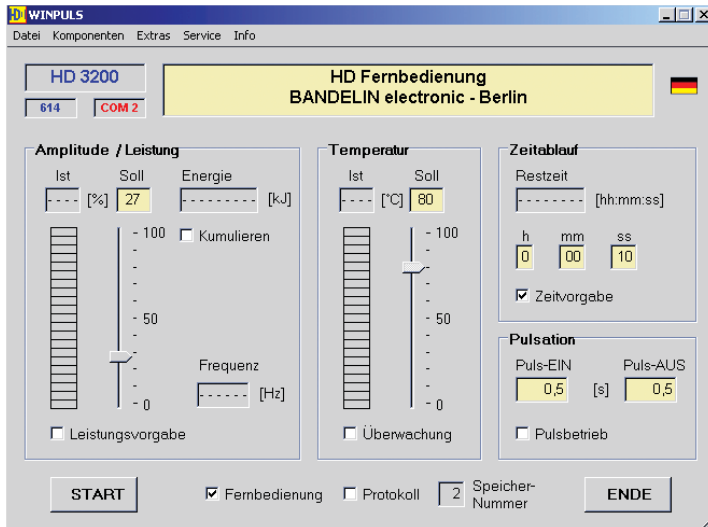 WINPULS
Datei Komponenten Extras Service Info
HD 3200
614 COM 2
HD Fernbedienung
BANDELIN electronic - Berlin
Amplitude / Leistung
Ist Soll Energie
- - - - [%] 27 - - - - - - - - - [kJ]
- 100
Kumulieren
- 50
Frequenz
- - - - - - [Hz]
- 0
Leistungsvorgabe
Temperatur
Ist Soll
- - - - [°C] 80
- 100
- 50
- 0
Überwachung
Zeitablauf
Restzeit
- - - - - - - - [hh:mm:ss]
h mm ss
0 00 10
Zeitvorgabe
Pulsation
Puls-EIN Puls-AUS
0,5 [s] 0,5
Pulsbetrieb
START Fernbedienung Protokoll 2 Speicher-
Nummer ENDE